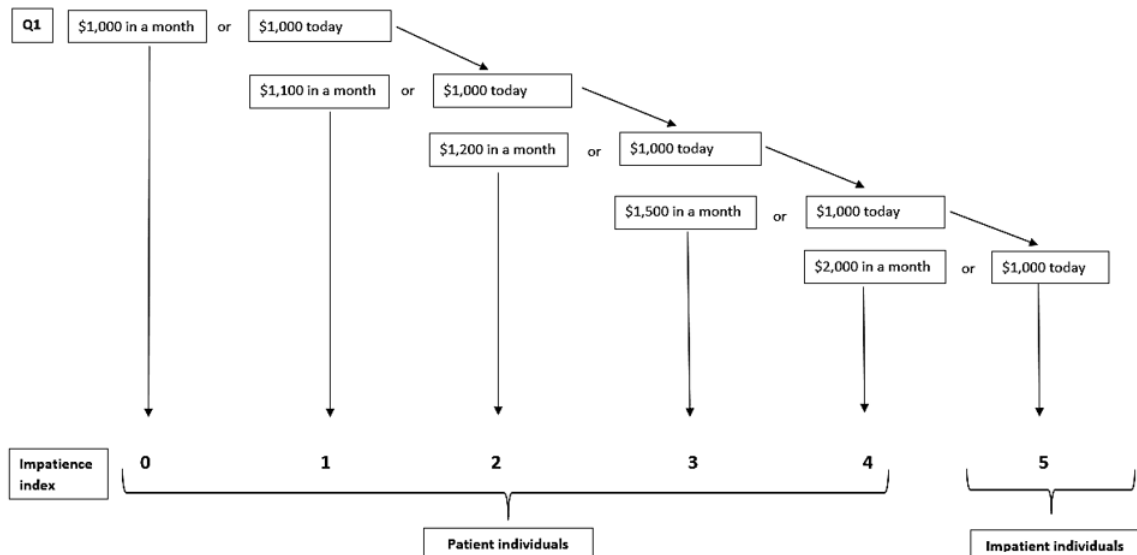 Q1 $1,000 in a month or $1,000 today
$1,100 in a month or $1,000 today
$1,200 in a month or $1,000 today
$1,500 in a month or $1,000 today
$2,000 in a month or $1,000 today
Impatience
index
0 1 2 3 4 5
Patient individuals
Impatient individuals